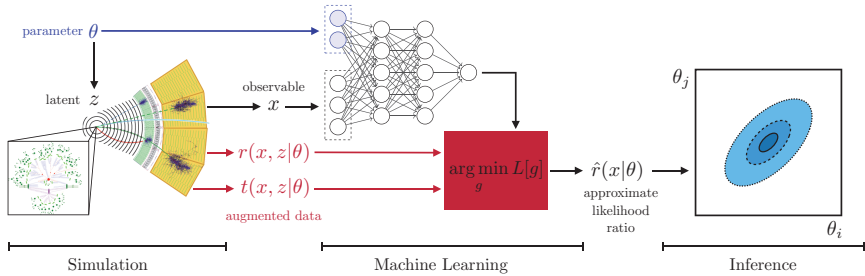 parameter θ
latent z
observable
x
r(x, z|θ)
t(x, z|θ)
augmented data
arg min L[g]
g
r̂(x|θ)
approximate
likelihood
ratio
θj
θi
Simulation
Machine Learning
Inference